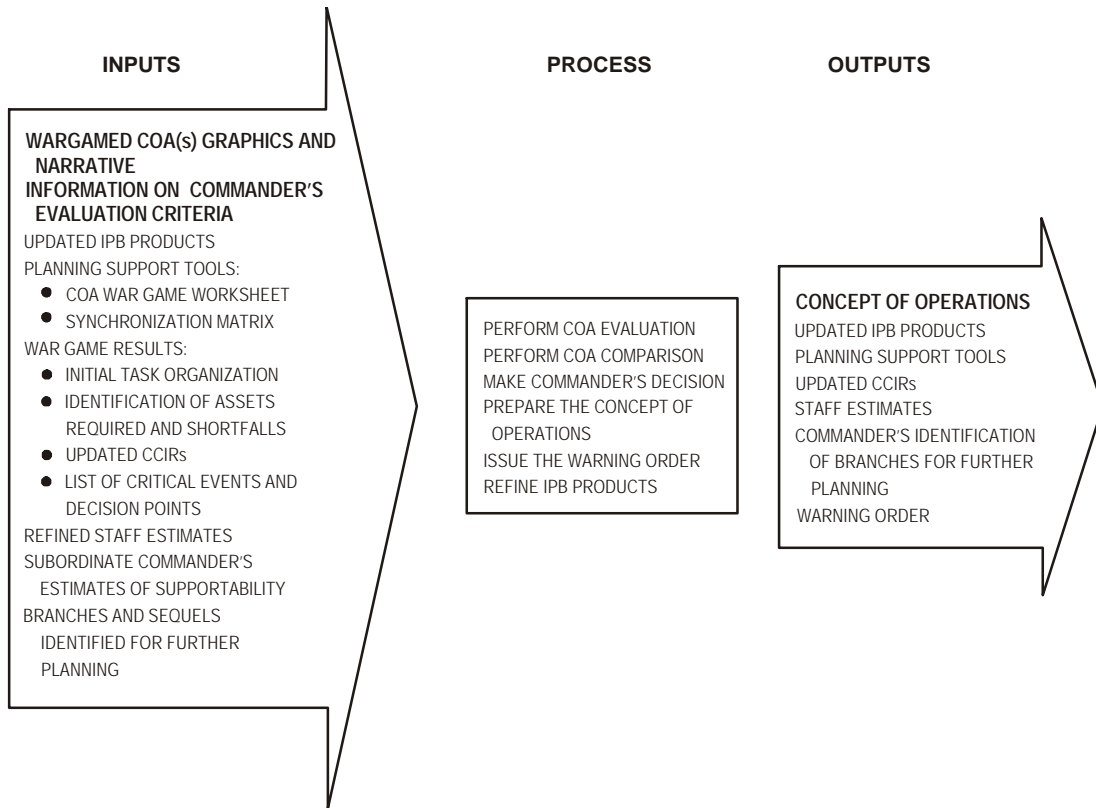 INPUTS
WARGAMED COA(s) GRAPHICS AND
NARRATIVE
INFORMATION ON COMMANDER'S
EVALUATION CRITERIA
UPDATED IPB PRODUCTS
PLANNING SUPPORT TOOLS:
● COA WAR GAME WORKSHEET
● SYNCHRONIZATION MATRIX
WAR GAME RESULTS:
● INITIAL TASK ORGANIZATION
● IDENTIFICATION OF ASSETS
REQUIRED AND SHORTFALLS
● UPDATED CCIRs
● LIST OF CRITICAL EVENTS AND
DECISION POINTS
REFINED STAFF ESTIMATES
SUBORDINATE COMMANDER'S
ESTIMATES OF SUPPORTABILITY
BRANCHES AND SEQUELS
IDENTIFIED FOR FURTHER
PLANNING
PROCESS
PERFORM COA EVALUATION
PERFORM COA COMPARISON
MAKE COMMANDER'S DECISION
PREPARE THE CONCEPT OF
OPERATIONS
ISSUE THE WARNING ORDER
REFINE IPB PRODUCTS
OUTPUTS
CONCEPT OF OPERATIONS
UPDATED IPB PRODUCTS
PLANNING SUPPORT TOOLS
UPDATED CCIRs
STAFF ESTIMATES
COMMANDER'S IDENTIFICATION
OF BRANCHES FOR FURTHER
PLANNING
WARNING ORDER